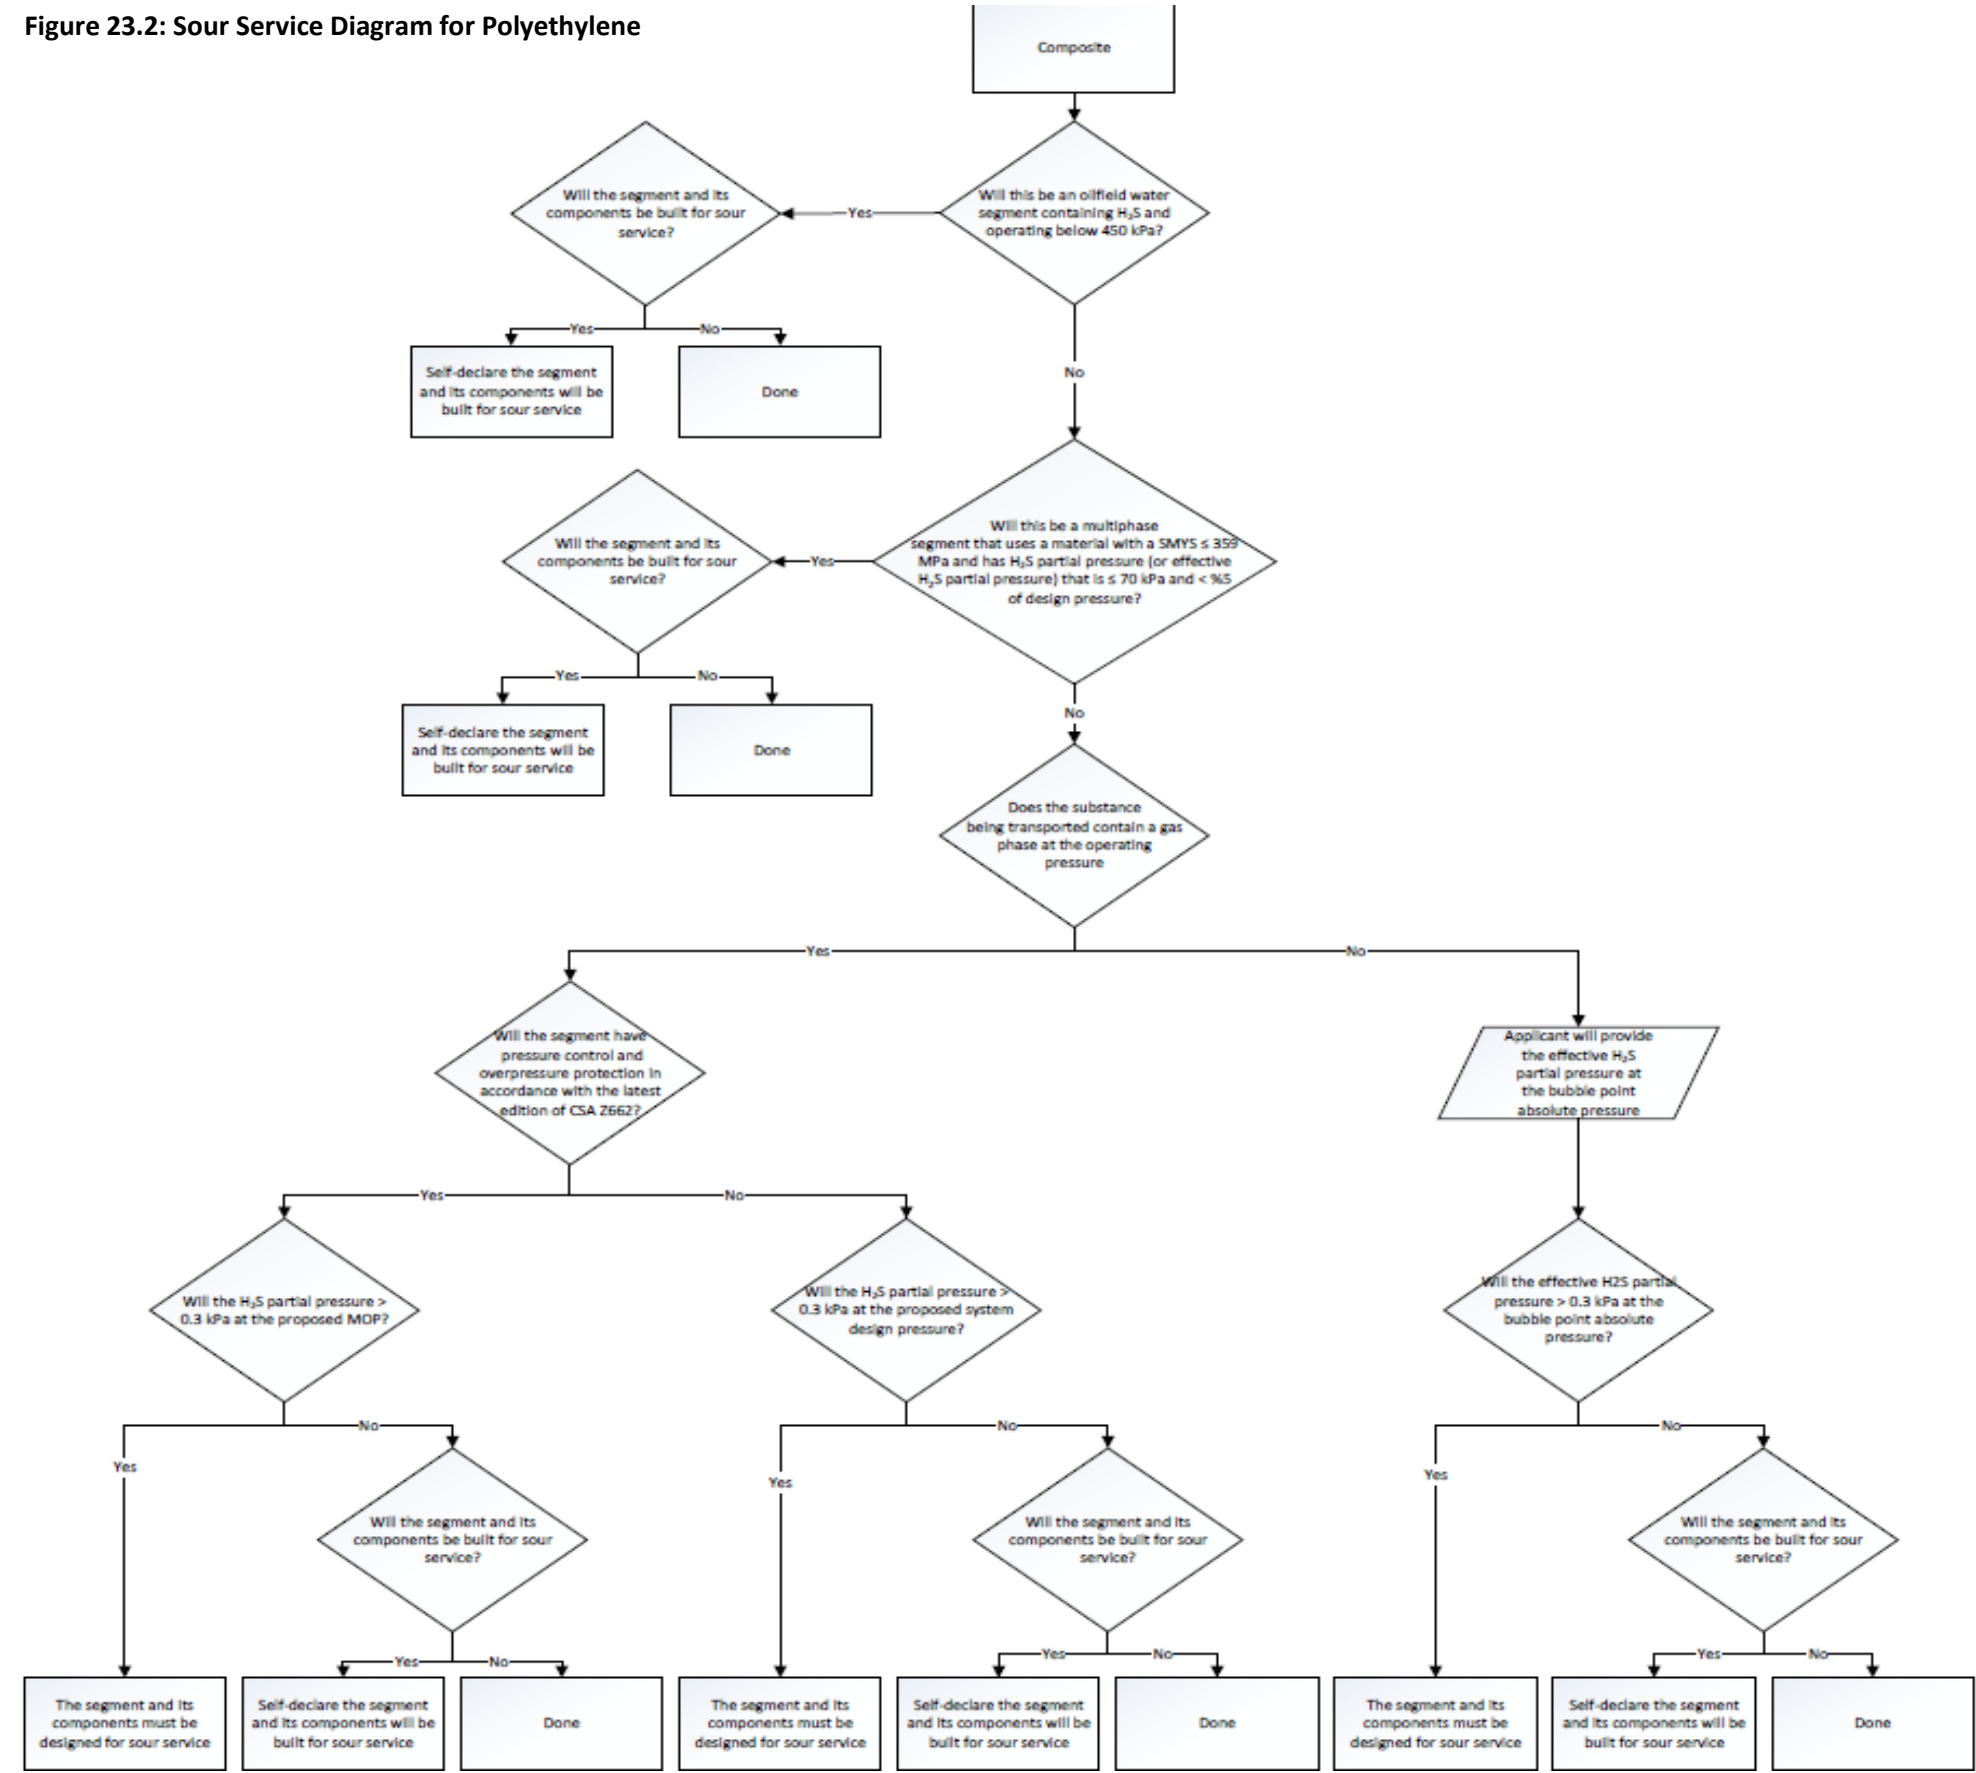 Figure 23.2: Sour Service Diagram for Polyethylene
Composite
Will this be an oilfield water
segment containing H₂S and
operating below 450 kPa?
Yes
Will the segment and its
components be built for sour
service?
Yes
No
Self-declare the segment
and its components will be
built for sour service
Done
No
Will this be a multiphase
segment that uses a material with a SMYS ≤ 359
MPa and has H₂S partial pressure (or effective
H₂S partial pressure) that is ≤ 70 kPa and < %5
of design pressure?
Yes
Will the segment and its
components be built for sour
service?
Yes
No
Self-declare the segment
and its components will be
built for sour service
Done
No
Does the substance
being transported contain a gas
phase at the operating
pressure
Yes
No
Will the segment have
pressure control and
overpressure protection in
accordance with the latest
edition of CSA Z662?
Applicant will provide
the effective H₂S
partial pressure at
the bubble point
absolute pressure
Yes
No
Will the H₂S partial pressure >
0.3 kPa at the proposed MOP?
Will the H₂S partial pressure >
0.3 kPa at the proposed system
design pressure?
Will the effective H2S partial
pressure > 0.3 kPa at the
bubble point absolute
pressure?
Yes
No
Yes
No
Yes
No
Will the segment and its
components be built for sour
service?
Will the segment and its
components be built for sour
service?
Will the segment and its
components be built for sour
service?
Yes
No
Yes
No
Yes
No
The segment and its
components must be
designed for sour service
Self-declare the segment
and its components will be
built for sour service
Done
The segment and its
components must be
designed for sour service
Self-declare the segment
and its components will be
built for sour service
Done
The segment and its
components must be
designed for sour service
Self-declare the segment
and its components will be
built for sour service
Done